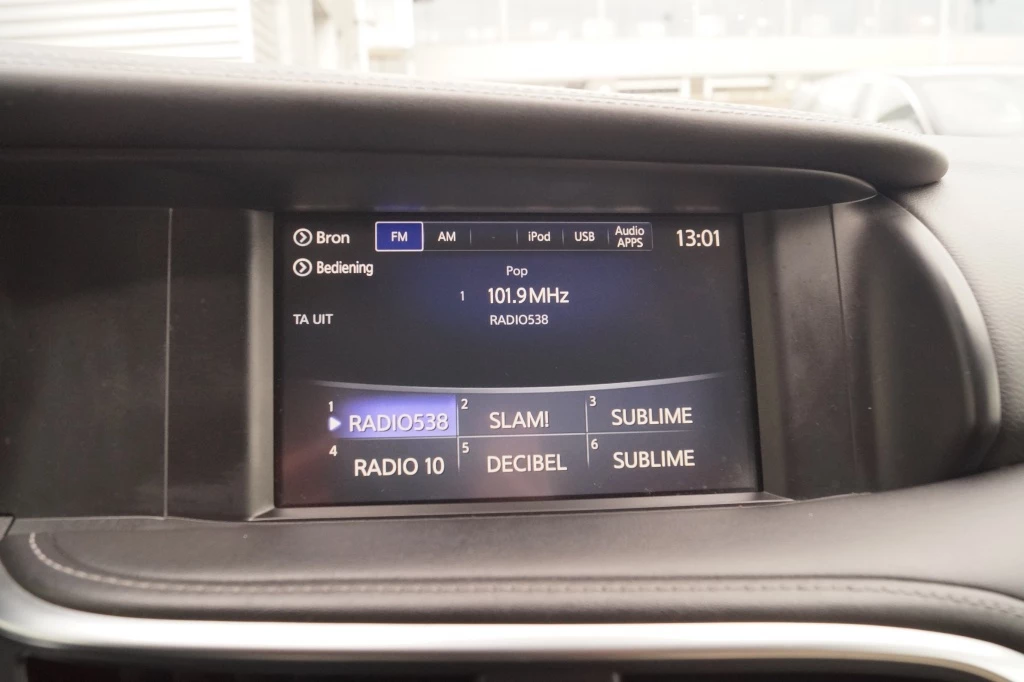 Bron FM AM iPod USB Audio APPS 13:01
Bediening
Pop
1 101.9 MHz
TA UIT RADIO538
1 RADIO538 2 SLAM! 3 SUBLIME
4 RADIO 10 5 DECIBEL 6 SUBLIME